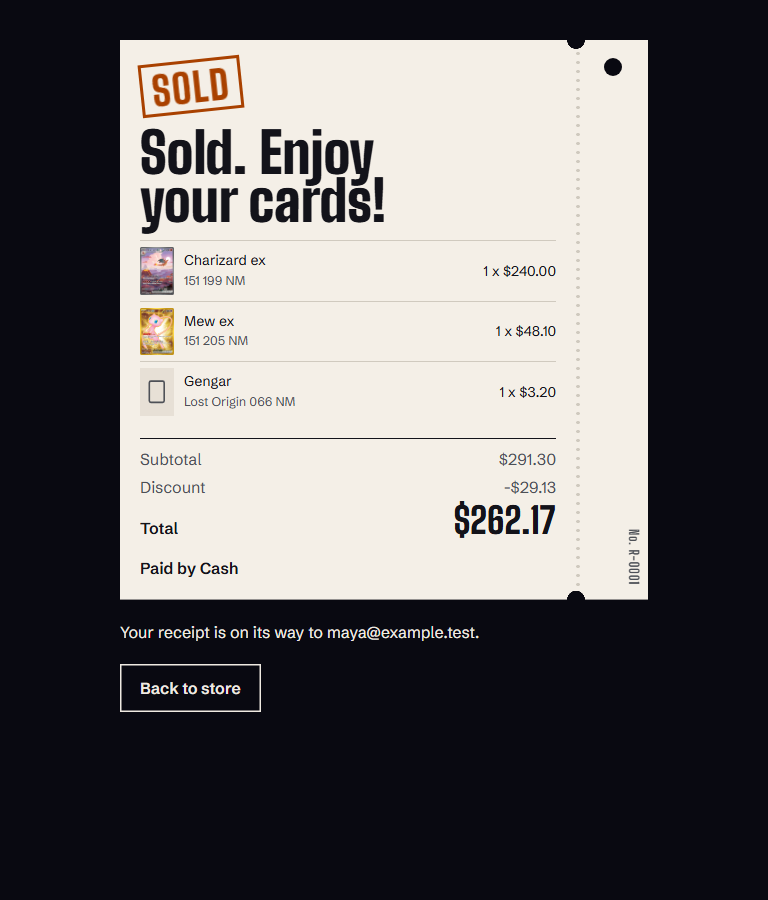 SOLD
Sold. Enjoy
your cards!
Charizard ex
151 199 NM
1 x $240.00
Mew ex
151 205 NM
1 x $48.10
Gengar
Lost Origin 066 NM
1 x $3.20
Subtotal
$291.30
Discount
-$29.13
Total
$262.17
Paid by Cash
No. R-0001
Your receipt is on its way to maya@example.test.
Back to store